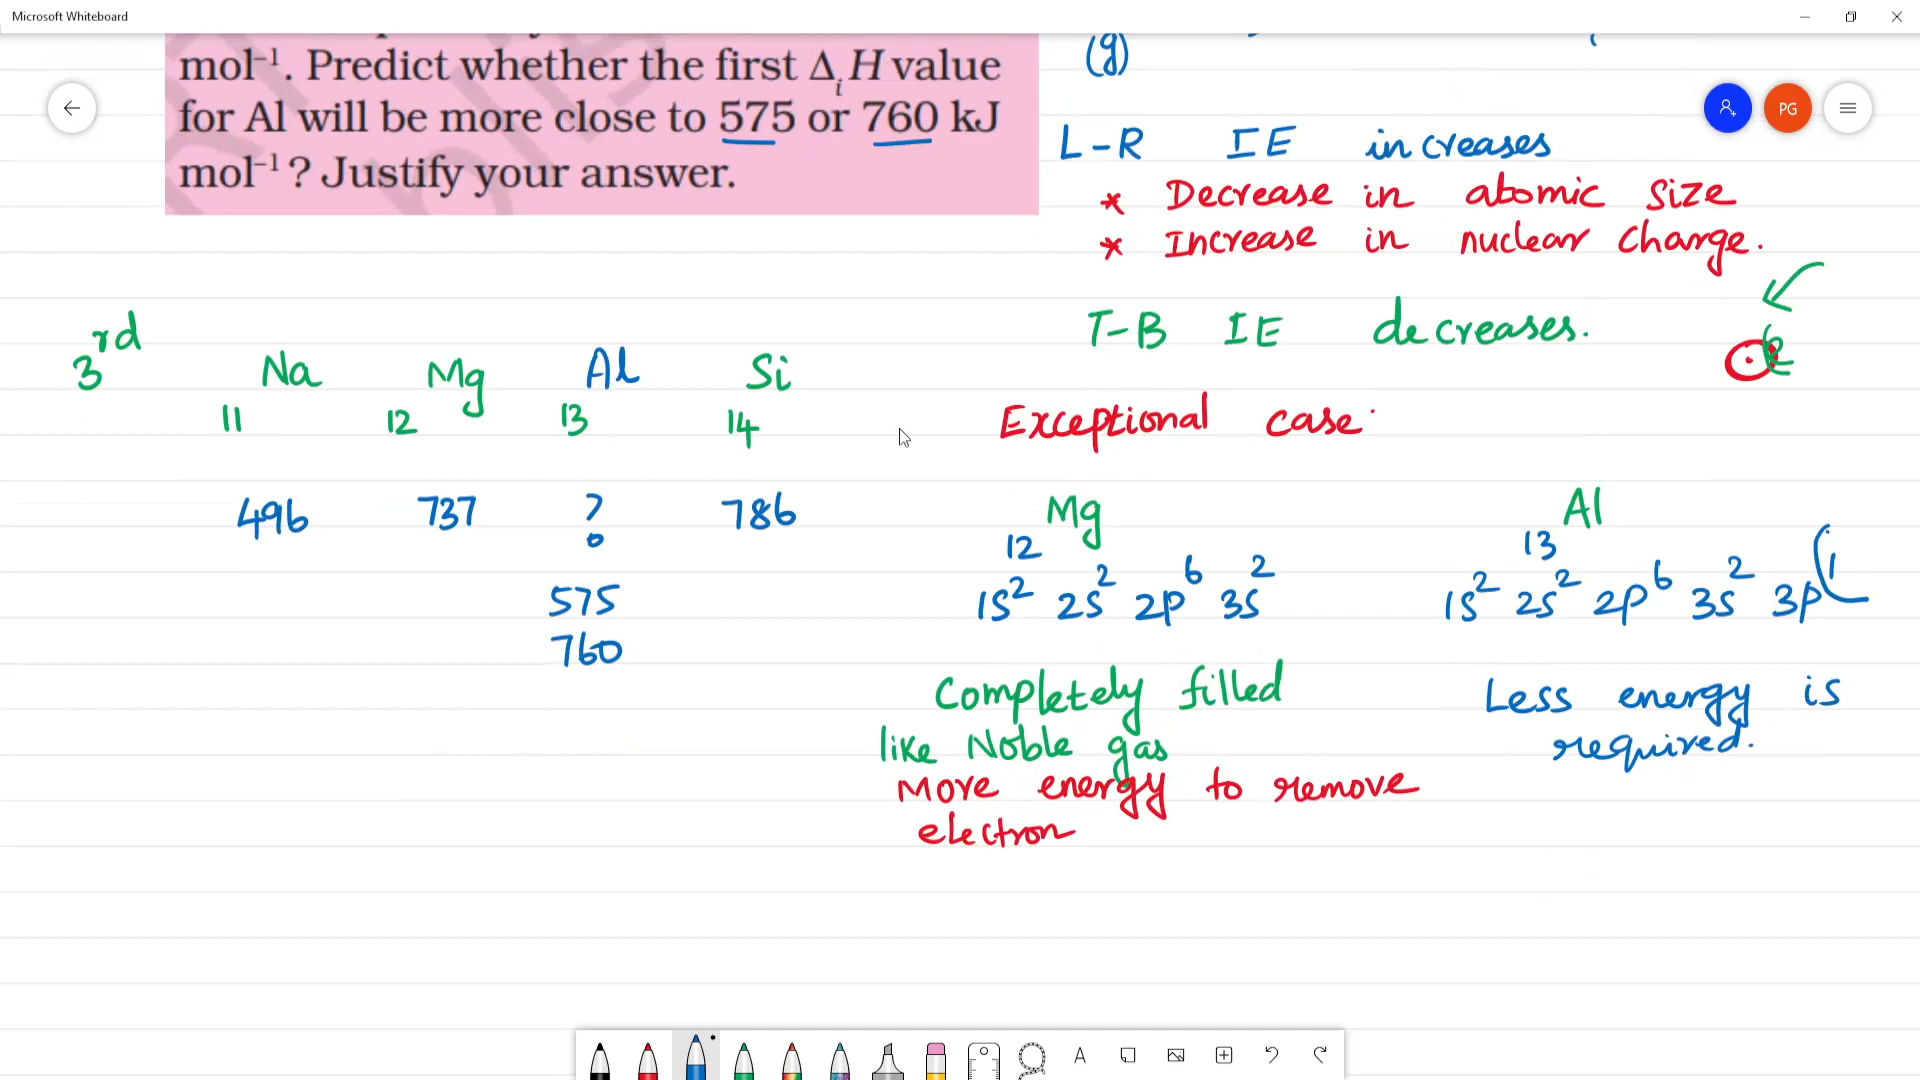 Microsoft Whiteboard
mol⁻¹. Predict whether the first ΔᵢH value
for Al will be more close to 575 or 760 kJ
mol⁻¹ ? Justify your answer.
(g)
PG
L-R IE increases
* Decrease in atomic size
* Increase in nuclear charge.
T-B IE decreases.
3rd Na Mg Al Si
11 12 13 14
Exceptional case
496 737 ? 786
575
760
Mg
12
1s² 2s² 2p⁶ 3s²
Completely filled
like Noble gas
More energy to remove
electron
Al
13
1s² 2s² 2p⁶ 3s² 3p¹
Less energy is
required.
A